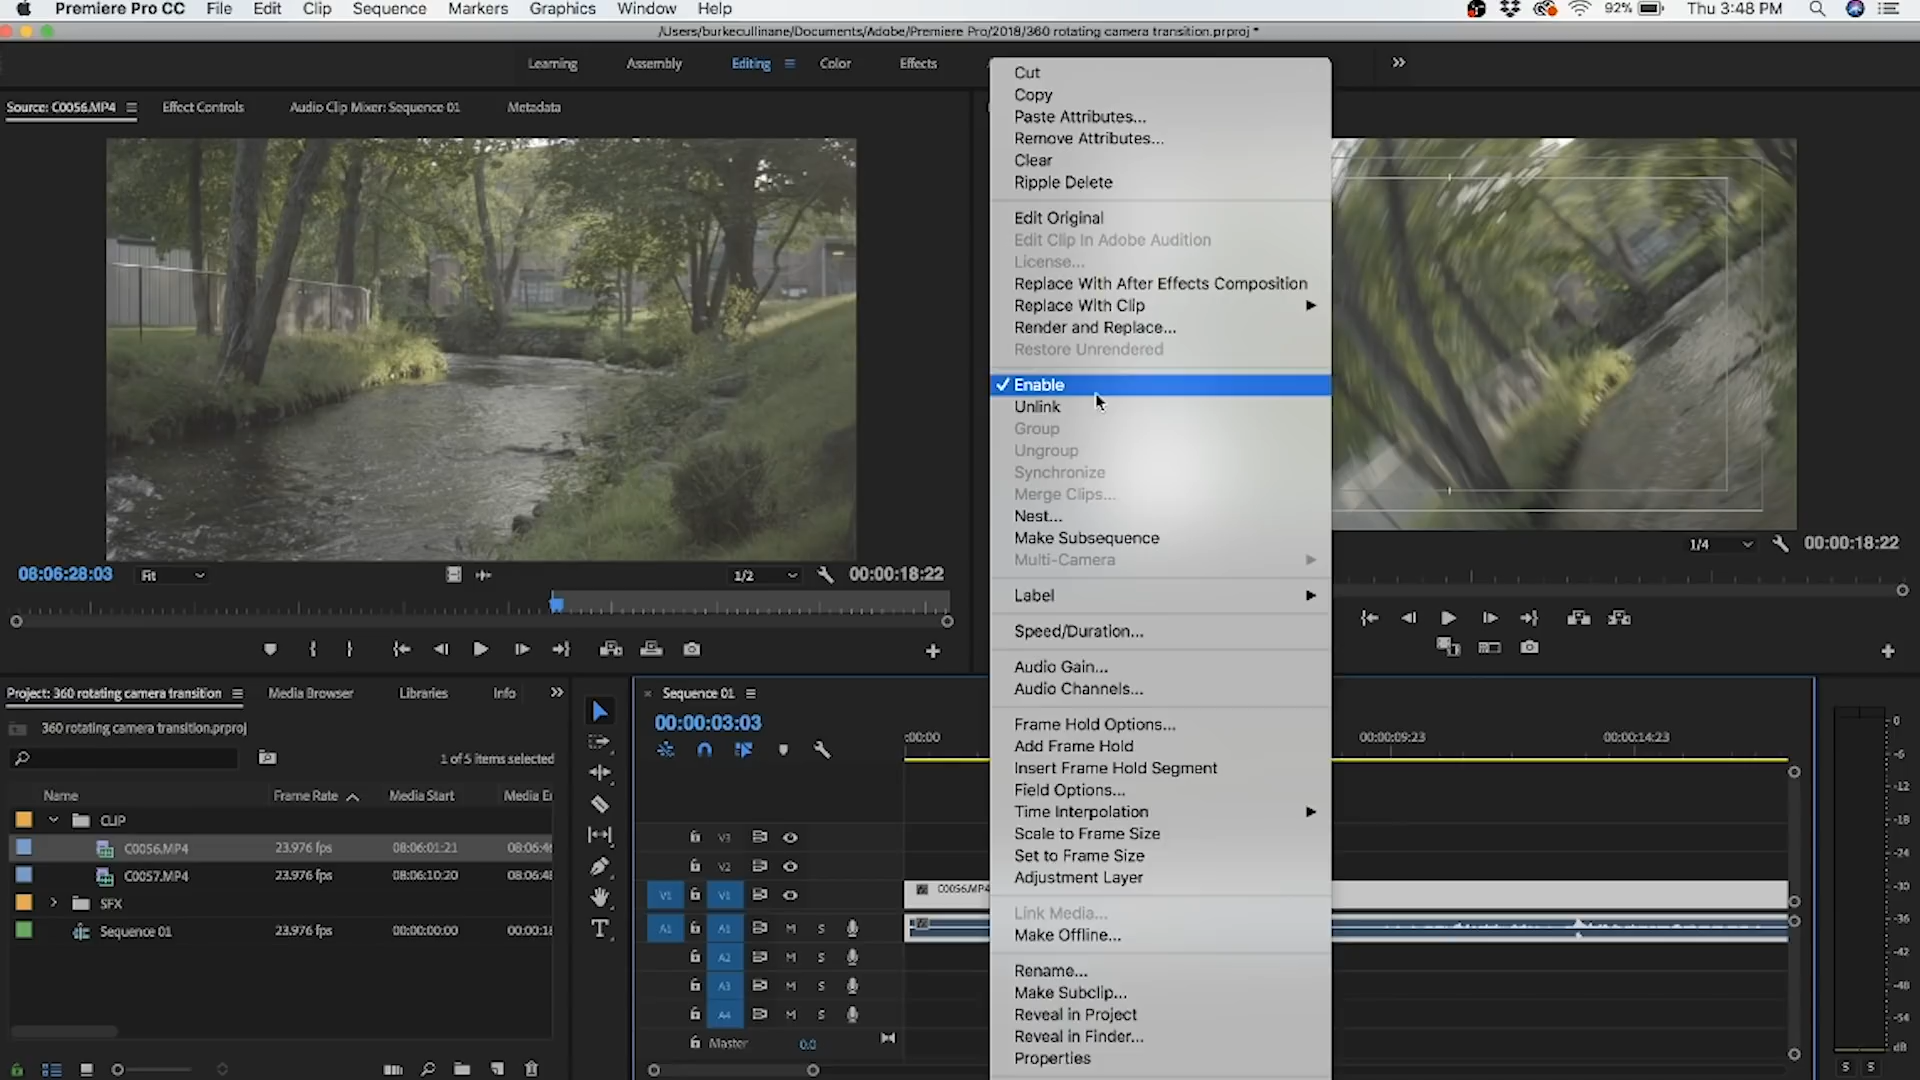 Premiere Pro CC File Edit Clip Sequence Markers Graphics Window Help 92% Thu 3:48 PM
/Users/burkecullinane/Documents/Adobe/Premiere Pro/2018/360 rotating camera transition.prproj *
Learning Assembly Editing Color Effects
Source: C0056.MP4 Effect Controls Audio Clip Mixer: Sequence 01 Metadata
Cut
Copy
Paste Attributes...
Remove Attributes...
Clear
Ripple Delete
Edit Original
Edit Clip In Adobe Audition
License...
Replace With After Effects Composition
Replace With Clip
Render and Replace...
Restore Unrendered
Enable
Unlink
Group
Ungroup
Synchronize
Merge Clips...
Nest...
Make Subsequence
Multi-Camera
Label
Speed/Duration...
Audio Gain...
Audio Channels...
Frame Hold Options...
Add Frame Hold
Insert Frame Hold Segment
Field Options...
Time Interpolation
Scale to Frame Size
Set to Frame Size
Adjustment Layer
Link Media...
Make Offline...
Rename...
Make Subclip...
Reveal in Project
Reveal in Finder...
Properties
08:06:28:03 Fit 1/2 00:00:18:22
1/4 00:00:18:22
Project: 360 rotating camera transition Media Browser Libraries Info
360 rotating camera transition.prproj
1 of 5 items selected
Name Frame Rate Media Start Media E
CLIP
C0056.MP4 23.976 fps 08:06:01:21 08:06:4
C0057.MP4 23.976 fps 08:06:10:20 08:06:4
SFX
Sequence 01 23.976 fps 00:00:00:00 00:00:1
Sequence 01
00:00:03:03
:00:00 00:00:09:23 00:00:14:23
V3
V2
V1 V1 C0056.MP4
A1 A1 M S
A2 M S
A3 M S
A4 M S
Master 0.0
0
-6
-12
-18
-24
-30
-36
-42
-48
-54
dB
S S